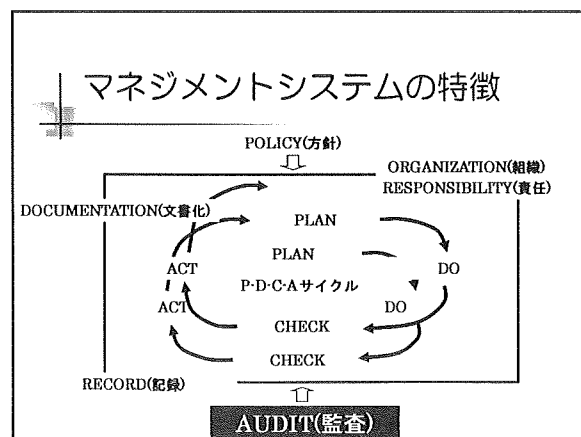 マネジメントシステムの特徴
POLICY(方針)
ORGANIZATION(組織)
RESPONSIBILITY(責任)
DOCUMENTATION(文書化)
PLAN
PLAN
ACT
DO
P-D-C-Aサイクル
ACT
DO
CHECK
CHECK
RECORD(記録)
AUDIT(監査)